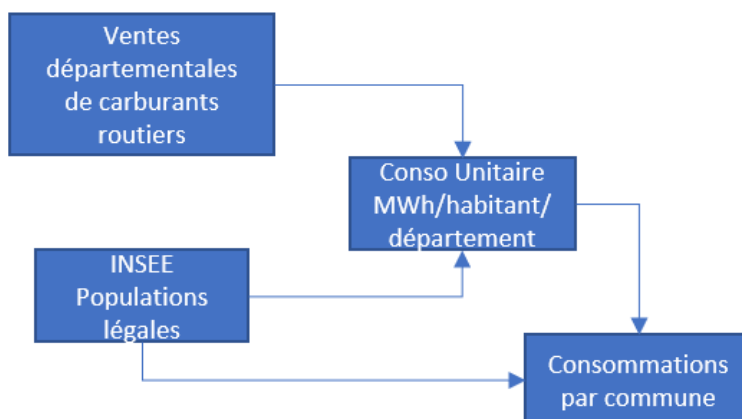 Ventes
départementales
de carburants
routiers
Conso Unitaire
MWh/habitant/
département
INSEE
Populations
légales
Consommations
par commune